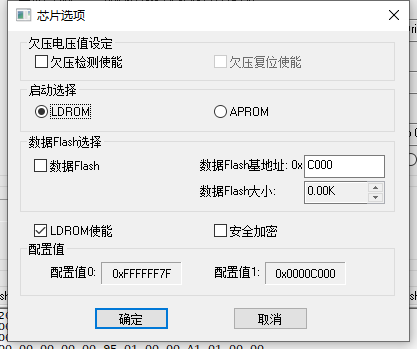 芯片选项
欠压电压值设定
欠压检测使能 欠压复位使能
启动选择
LDROM APROM
数据Flash选择
数据Flash 数据Flash基地址: 0x C000
数据Flash大小: 0.00K
LDROM使能 安全加密
配置值
配置值0: 0xFFFFFF7F 配置值1: 0x0000C000
确定 取消